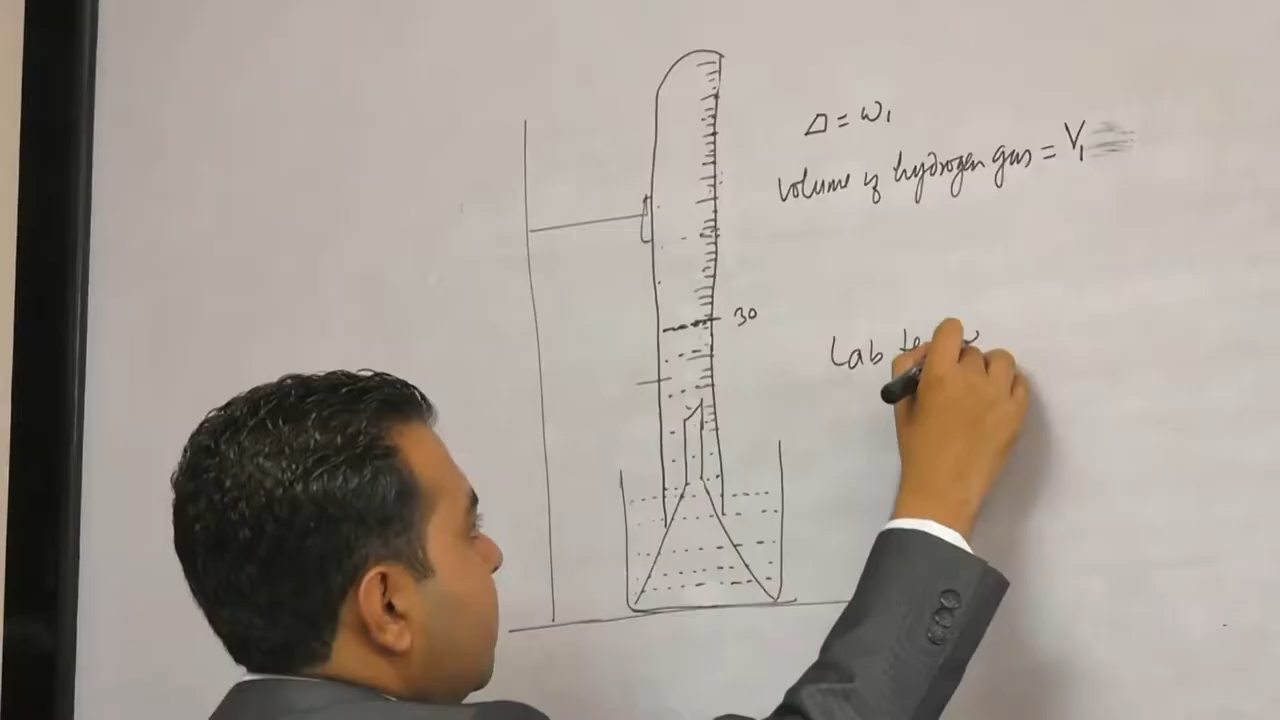 Δ = w₁
volume of hydrogen gas = V₁
30
Lab